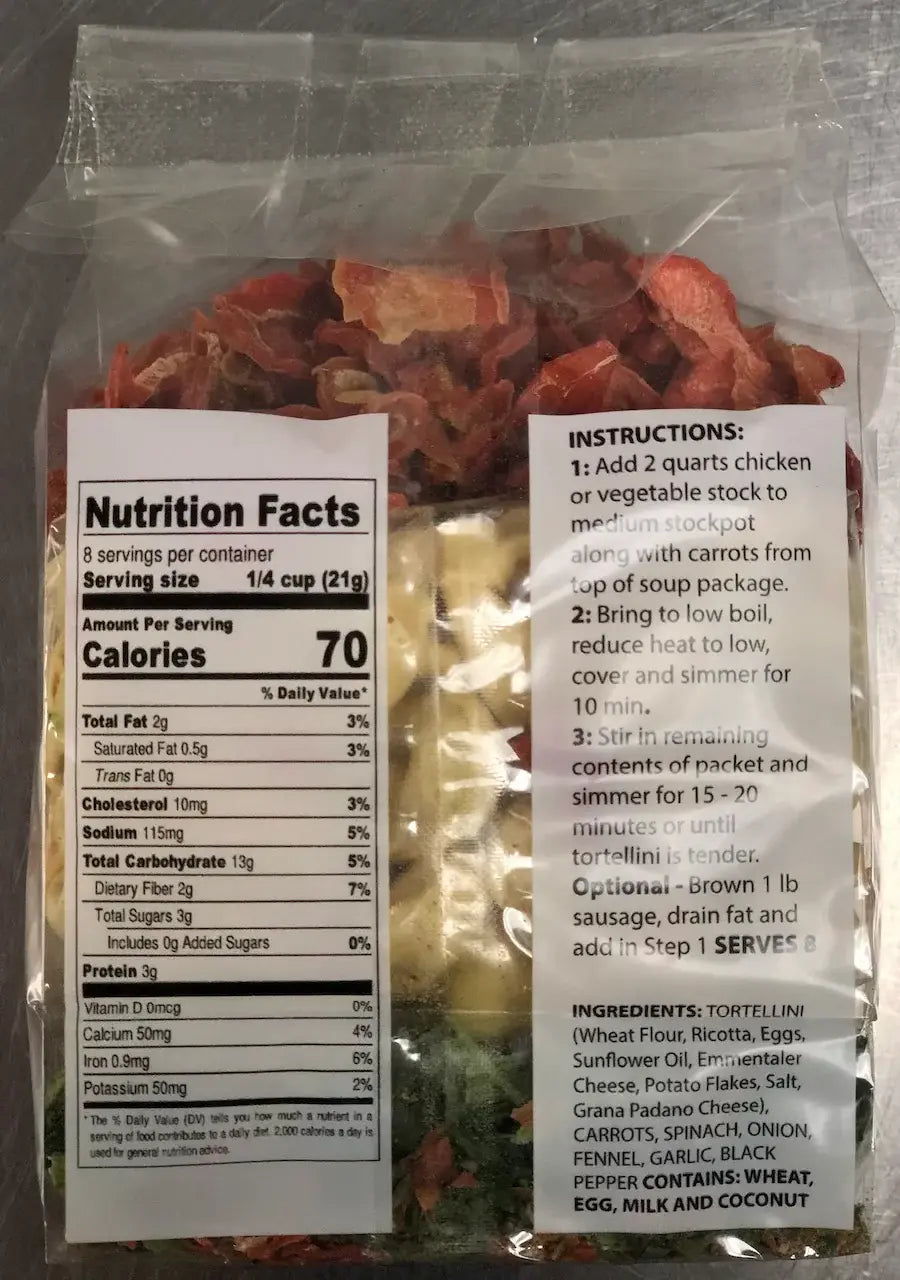 Nutrition Facts
8 servings per container
Serving size 1/4 cup (21g)
Amount Per Serving
Calories 70
% Daily Value*
Total Fat 2g 3%
Saturated Fat 0.5g 3%
Trans Fat 0g
Cholesterol 10mg 3%
Sodium 115mg 5%
Total Carbohydrate 13g 5%
Dietary Fiber 2g 7%
Total Sugars 3g
Includes 0g Added Sugars 0%
Protein 3g
Vitamin D 0mcg 0%
Calcium 50mg 4%
Iron 0.9mg 6%
Potassium 50mg 2%
* The % Daily Value (DV) tells you how much a nutrient in a
serving of food contributes to a daily diet. 2,000 calories a day is
used for general nutrition advice.
INSTRUCTIONS:
1: Add 2 quarts chicken
or vegetable stock to
medium stockpot
along with carrots from
top of soup package.
2: Bring to low boil,
reduce heat to low,
cover and simmer for
10 min.
3: Stir in remaining
contents of packet and
simmer for 15 - 20
minutes or until
tortellini is tender.
Optional - Brown 1 lb
sausage, drain fat and
add in Step 1 SERVES 8
INGREDIENTS: TORTELLINI
(Wheat Flour, Ricotta, Eggs,
Sunflower Oil, Emmentaler
Cheese, Potato Flakes, Salt,
Grana Padano Cheese),
CARROTS, SPINACH, ONION,
FENNEL, GARLIC, BLACK
PEPPER CONTAINS: WHEAT,
EGG, MILK AND COCONUT